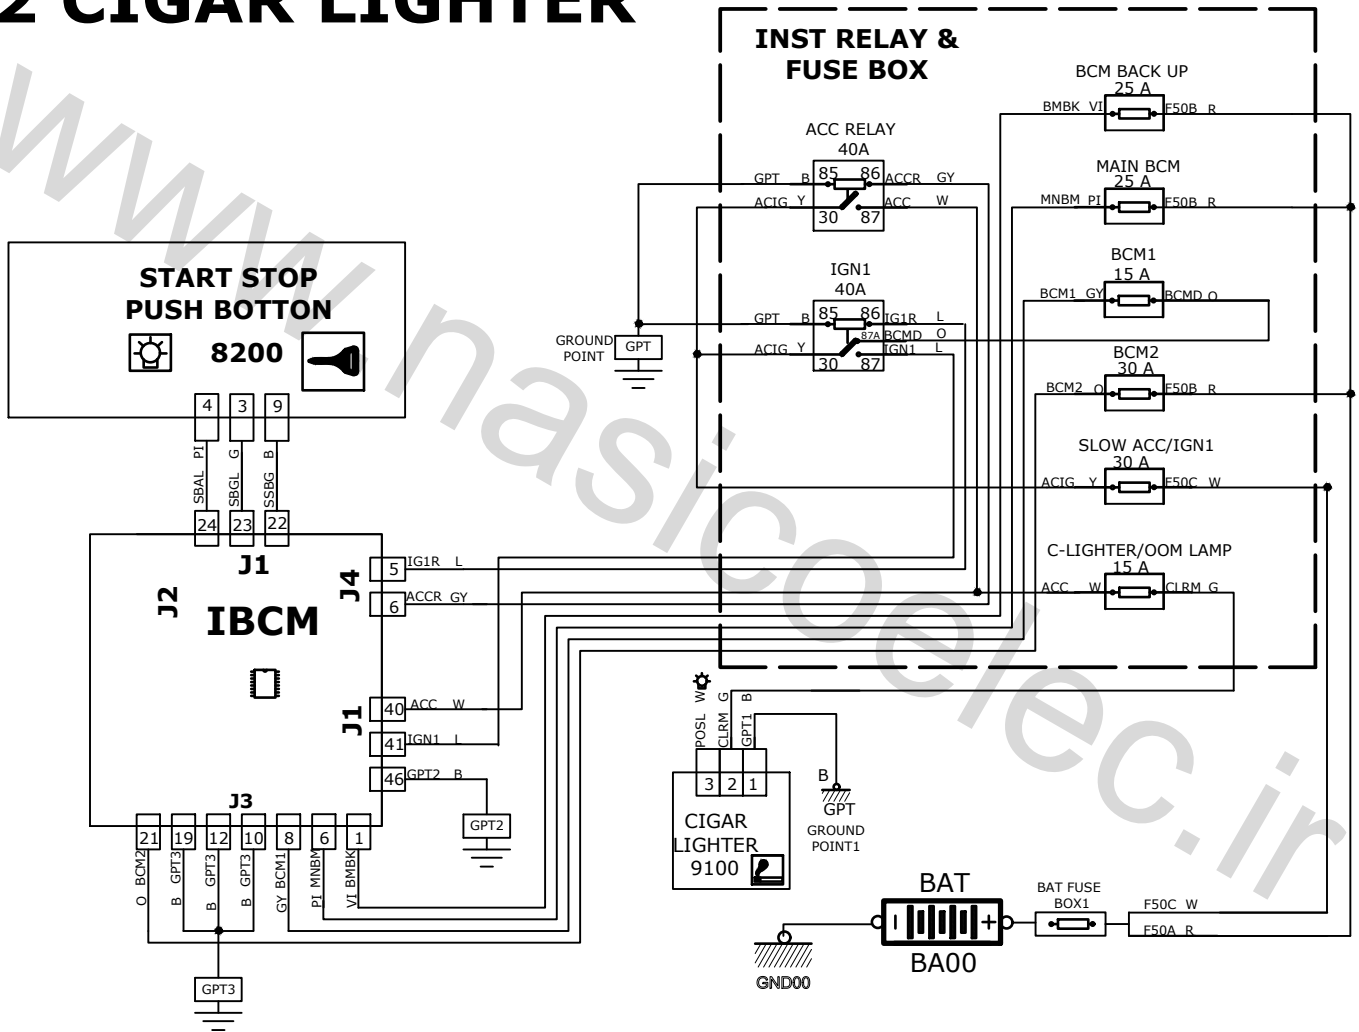 2 CIGAR LIGHTER
INST RELAY &
FUSE BOX
BCM BACK UP
25 A
BMBK VI
F50B R
ACC RELAY
40A
85 86
GPT B
ACCR GY
ACIG Y
ACC W
30 87
MAIN BCM
25 A
MNBM PI
F50B R
BCM1
15 A
BCM1 GY
BCMD O
IGN1
40A
85 86
GPT B
IG1R L
87A
BCMD O
ACIG Y
IGN1 L
30 87
GROUND
POINT
GPT
BCM2
30 A
BCM2 O
F50B R
SLOW ACC/IGN1
30 A
ACIG Y
F50C W
C-LIGHTER/OOM LAMP
15 A
ACC W
CLRM G
START STOP
PUSH BOTTON
8200
4 3 9
SBAL PI
SBGL G
SSBG B
24 23 22
J1
J2
J4
IBCM
5 IG1R L
6 ACCR GY
J1
40 ACC W
41 IGN1 L
46 GPT2 B
GPT2
J3
21 19 12 10 8 6 1
O BCM2
B GPT3
B GPT3
B GPT3
GY BCM1
PI MNBM
VI BMBK
GPT3
POSL W
CLRM G
GPT1 B
3 2 1
CIGAR
LIGHTER
9100
B
GPT
GROUND
POINT1
BAT
- +
BA00
GND00
BAT FUSE
BOX1
F50C W
F50A R
www.nasicoelec.ir